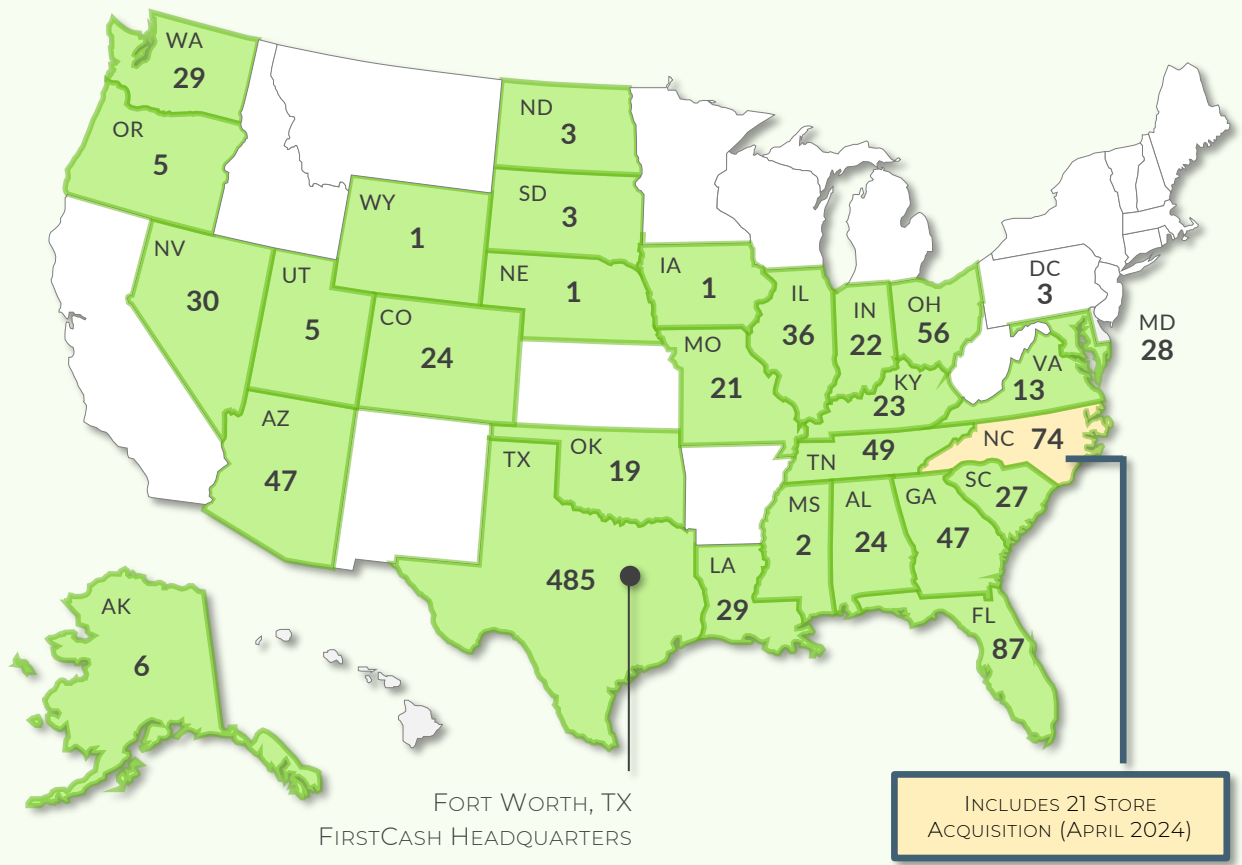 WA
29
OR
5
ND
3
SD
3
WY
1
NV
30
UT
5
CO
24
NE
1
IA
1
IL
36
IN
22
OH
56
DC
3
MD
28
MO
21
KY
23
VA
13
AZ
47
TX
485
OK
19
TN
49
NC 74
SC
27
MS
2
AL
24
GA
47
LA
29
FL
87
AK
6
Fort Worth, TX
FirstCash Headquarters
Includes 21 Store
Acquisition (April 2024)